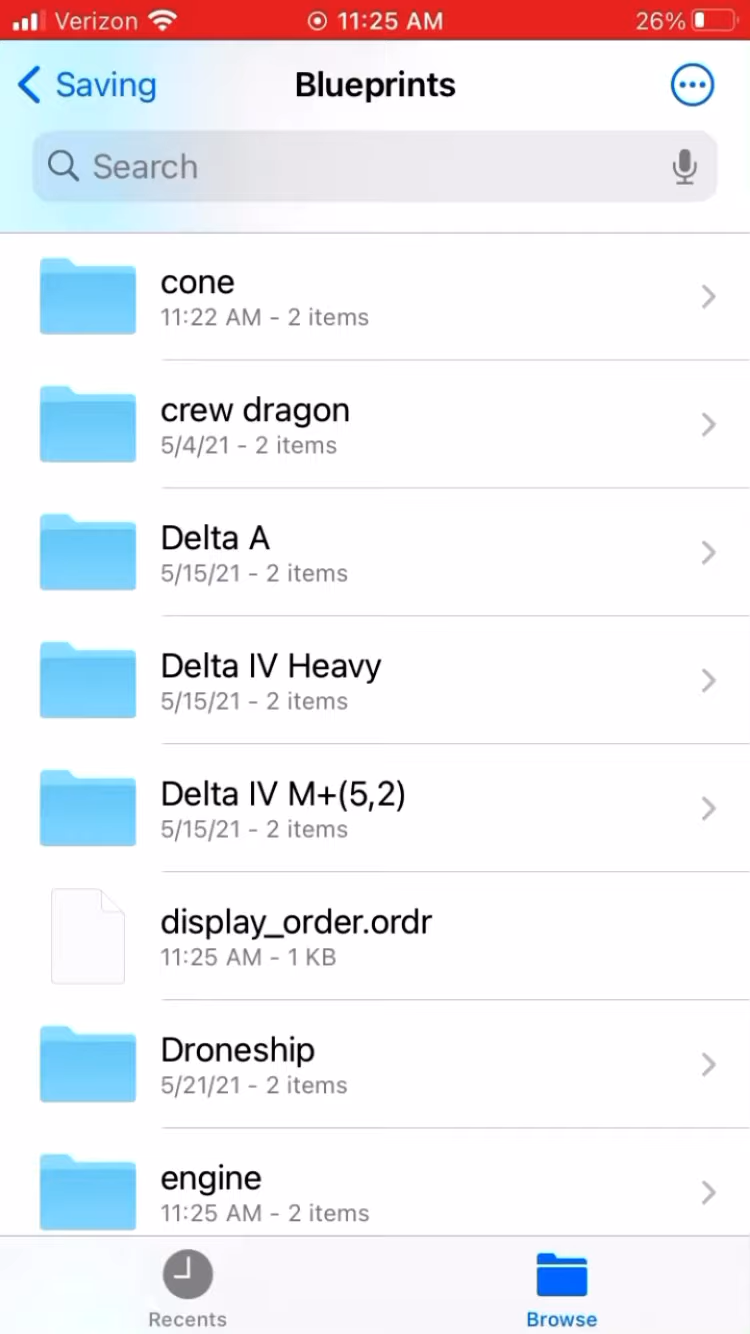 Verizon 11:25 AM 26%
Saving Blueprints
Search
cone
11:22 AM - 2 items
crew dragon
5/4/21 - 2 items
Delta A
5/15/21 - 2 items
Delta IV Heavy
5/15/21 - 2 items
Delta IV M+(5,2)
5/15/21 - 2 items
display_order.ordr
11:25 AM - 1 KB
Droneship
5/21/21 - 2 items
engine
11:25 AM - 2 items
Recents Browse